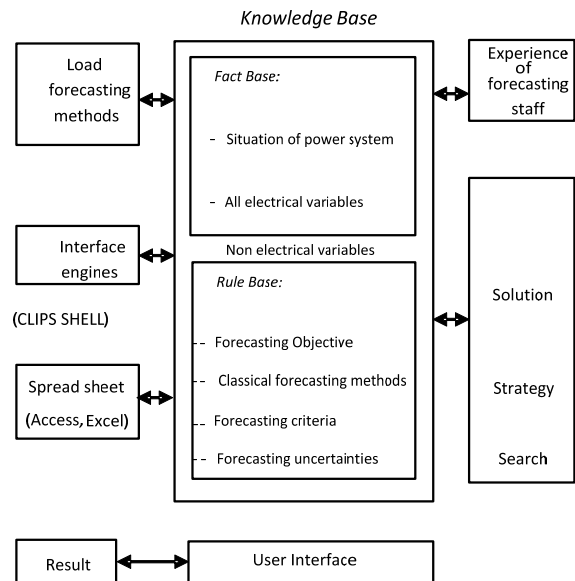 Knowledge Base
Load
forecasting
methods
Interface
engines
(CLIPS SHELL)
Spread sheet
(Access, Excel)
Fact Base:
- Situation of power system
- All electrical variables
Non electrical variables
Rule Base:
-- Forecasting Objective
-- Classical forecasting methods
-- Forecasting criteria
-- Forecasting uncertainties
Experience
of
forecasting
staff
Solution
Strategy
Search
Result
User Interface